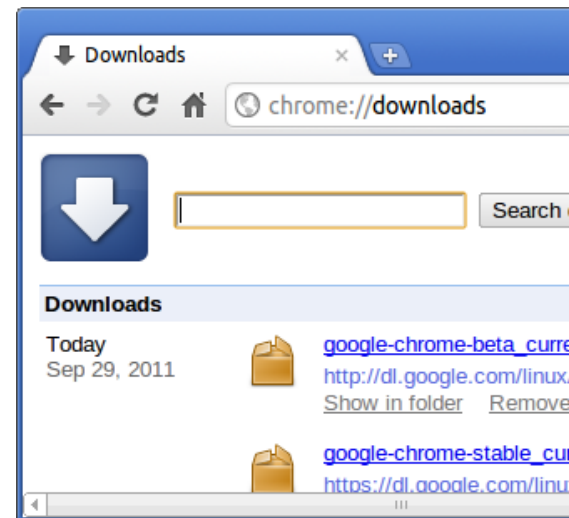 Downloads
chrome://downloads
Search
Downloads
Today
Sep 29, 2011
google-chrome-beta_curre
http://dl.google.com/linux/
Show in folder Remove
google-chrome-stable_cur
https://dl.google.com/linu